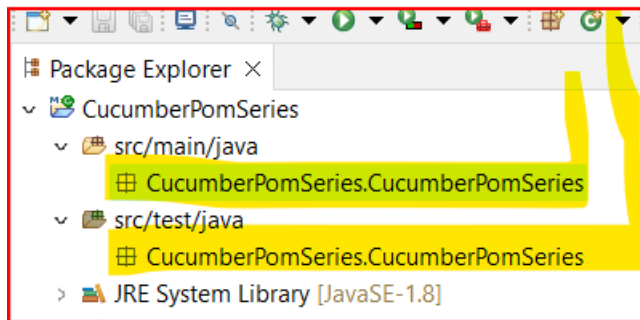 Package Explorer
CucumberPomSeries
src/main/java
CucumberPomSeries.CucumberPomSeries
src/test/java
CucumberPomSeries.CucumberPomSeries
JRE System Library [JavaSE-1.8]